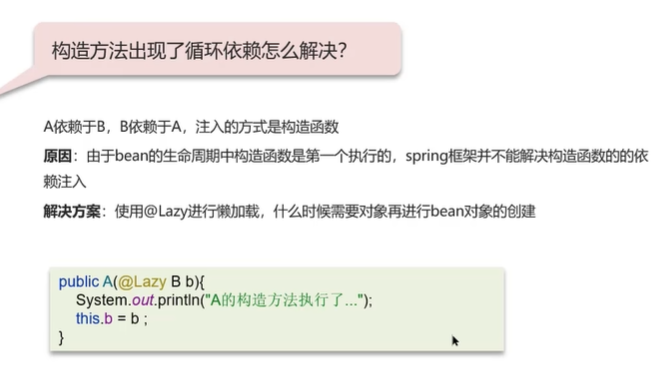 构造方法出现了循环依赖怎么解决？
A依赖于B，B依赖于A，注入的方式是构造函数
原因：由于bean的生命周期中构造函数是第一个执行的，spring框架并不能解决构造函数的的依
赖注入
解决方案：使用@Lazy进行懒加载，什么时候需要对象再进行bean对象的创建
public A(@Lazy B b){
System.out.println("A的构造方法执行了...");
this.b = b ;
}